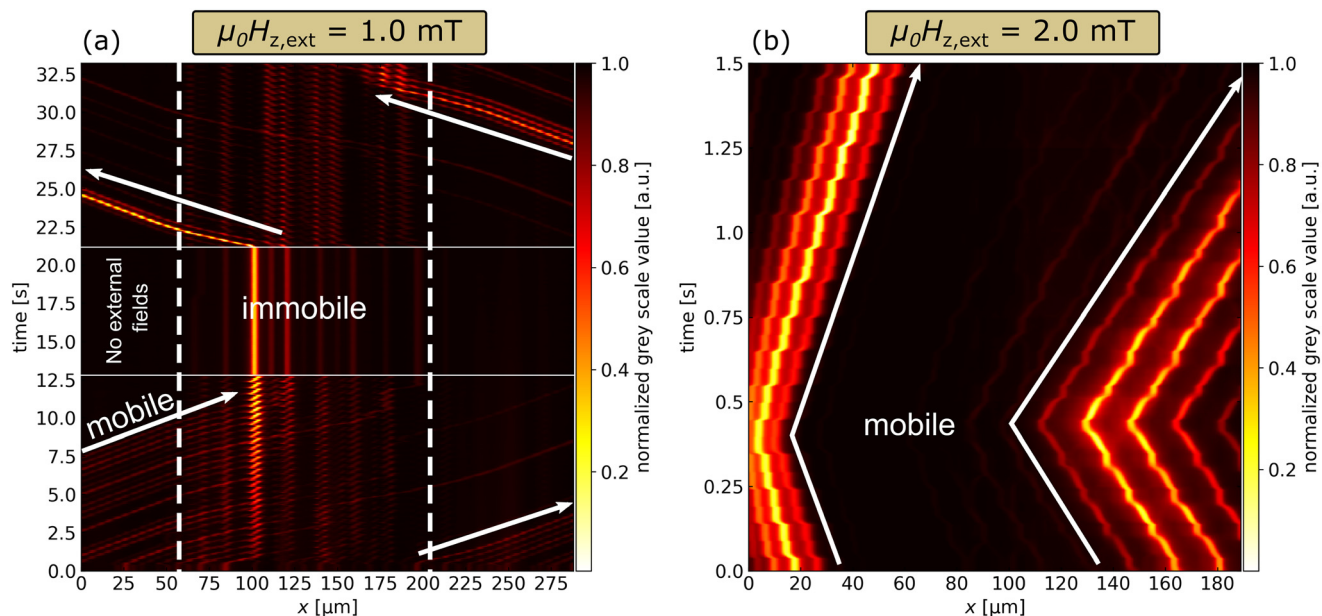 (a)
μ₀H_z,ext = 1.0 mT
32.5
30.0
27.5
25.0
22.5
20.0
17.5
15.0
12.5
10.0
7.5
5.0
2.5
0.0
time [s]
No external
fields
immobile
mobile
0 25 50 75 100 125 150 175 200 225 250 275
x [μm]
1.0
0.8
0.6
0.4
0.2
normalized grey scale value [a.u.]
(b)
μ₀H_z,ext = 2.0 mT
1.5
1.25
1.0
0.75
0.5
0.25
0.0
time [s]
mobile
0 20 40 60 80 100 120 140 160 180
x [μm]
1.0
0.8
0.6
0.4
0.2
normalized grey scale value [a.u.]